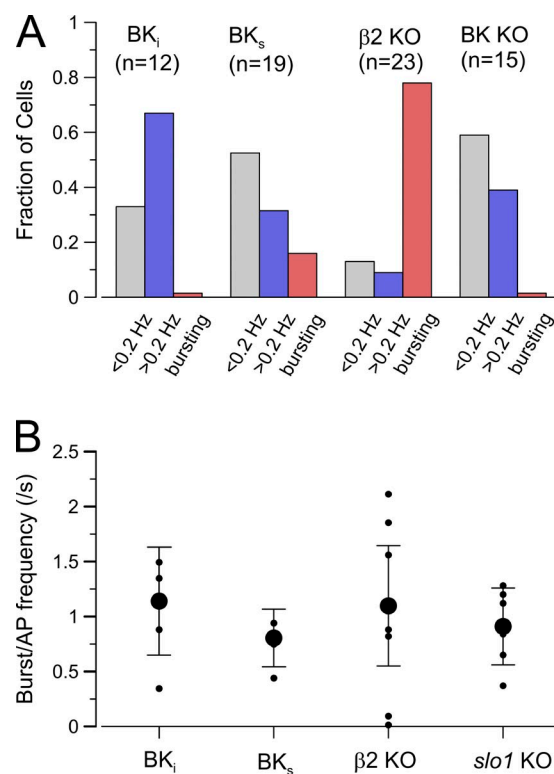 A
BKi
(n=12)
BKs
(n=19)
β2 KO
(n=23)
BK KO
(n=15)
Fraction of Cells
1
0.8
0.6
0.4
0.2
0
<0.2 Hz
>0.2 Hz
bursting
<0.2 Hz
>0.2 Hz
bursting
<0.2 Hz
>0.2 Hz
bursting
<0.2 Hz
>0.2 Hz
bursting
B
Burst/AP frequency (/s)
2.5
2
1.5
1
0.5
0
BKi
BKs
β2 KO
slo1 KO